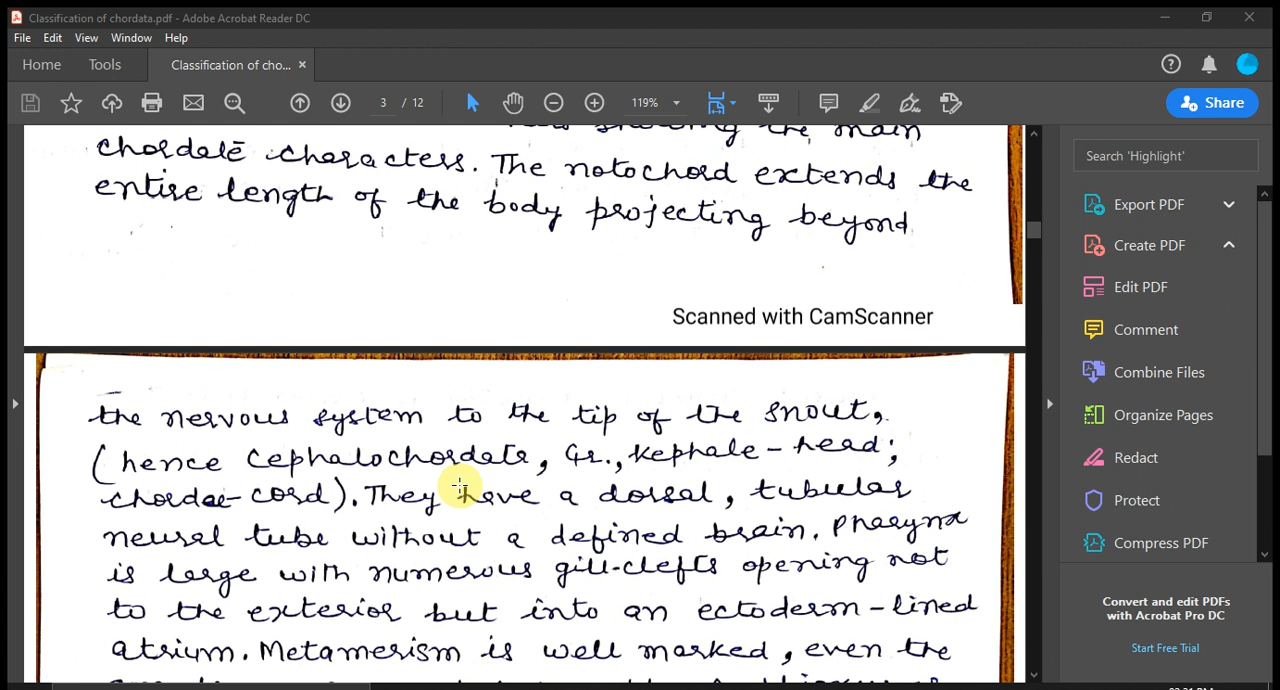 Classification of chordata.pdf - Adobe Acrobat Reader DC
File Edit View Window Help
Home Tools Classification of cho... ×
3 / 12 119% Share
the main
chordate characters. The notochord extends the
entire length of the body projecting beyond
Scanned with CamScanner
the nervous system to the tip of the snout,
(hence Cephalochordate, Gr., Kephale-head;
chordae-cord). They have a dorsal, tubular
neural tube without a defined brain. Pharynx
is large with numerous gill-clefts opening not
to the exterior but into an ectoderm-lined
atrium. Metamerism is well marked, even the
Search 'Highlight'
Export PDF
Create PDF
Edit PDF
Comment
Combine Files
Organize Pages
Redact
Protect
Compress PDF
Convert and edit PDFs
with Acrobat Pro DC
Start Free Trial